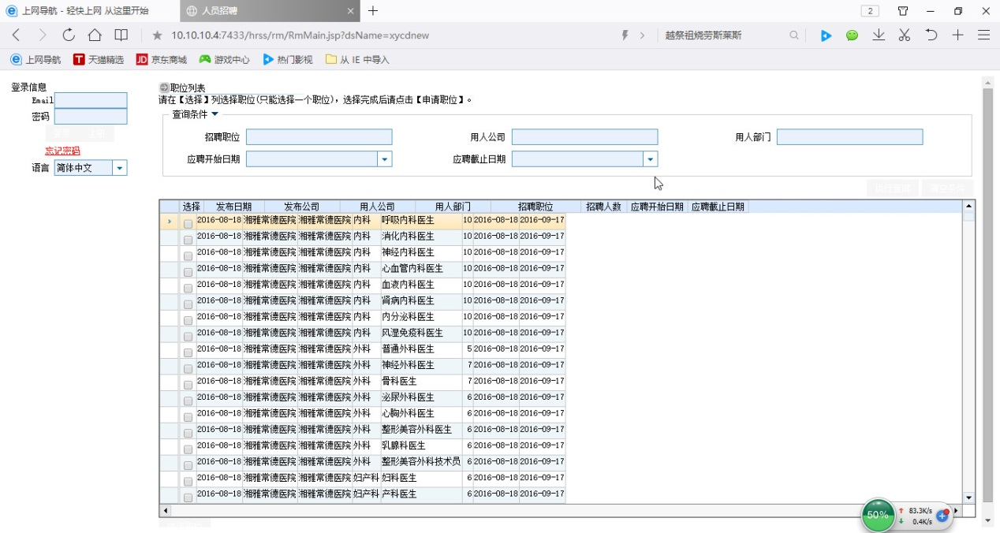 上网导航 - 轻快上网 从这里开始
人员招聘
2
10.10.10.4:7433/hrss/rm/RmMain.jsp?dsName=xycdnew
越祭祖烧劳斯莱斯
上网导航 天猫精选 京东商城 游戏中心 热门影视 从 IE 中导入
登录信息
Email
密码
忘记密码
语言 简体中文
职位列表
请在【选择】列选择职位(只能选择一个职位)，选择完成后请点击【申请职位】。
查询条件
招聘职位 用人公司 用人部门
应聘开始日期 应聘截止日期
选择 发布日期 发布公司 用人公司 用人部门 招聘职位 招聘人数 应聘开始日期 应聘截止日期
2016-08-18 湘雅常德医院 湘雅常德医院 内科 呼吸内科医生 10 2016-08-18 2016-09-17
2016-08-18 湘雅常德医院 湘雅常德医院 内科 消化内科医生 10 2016-08-18 2016-09-17
2016-08-18 湘雅常德医院 湘雅常德医院 内科 神经内科医生 10 2016-08-18 2016-09-17
2016-08-18 湘雅常德医院 湘雅常德医院 内科 心血管内科医生 10 2016-08-18 2016-09-17
2016-08-18 湘雅常德医院 湘雅常德医院 内科 血液内科医生 10 2016-08-18 2016-09-17
2016-08-18 湘雅常德医院 湘雅常德医院 内科 肾病内科医生 10 2016-08-18 2016-09-17
2016-08-18 湘雅常德医院 湘雅常德医院 内科 内分泌科医生 10 2016-08-18 2016-09-17
2016-08-18 湘雅常德医院 湘雅常德医院 内科 风湿免疫科医生 10 2016-08-18 2016-09-17
2016-08-18 湘雅常德医院 湘雅常德医院 外科 普通外科医生 5 2016-08-18 2016-09-17
2016-08-18 湘雅常德医院 湘雅常德医院 外科 神经外科医生 7 2016-08-18 2016-09-17
2016-08-18 湘雅常德医院 湘雅常德医院 外科 骨科医生 7 2016-08-18 2016-09-17
2016-08-18 湘雅常德医院 湘雅常德医院 外科 泌尿外科医生 6 2016-08-18 2016-09-17
2016-08-18 湘雅常德医院 湘雅常德医院 外科 心胸外科医生 6 2016-08-18 2016-09-17
2016-08-18 湘雅常德医院 湘雅常德医院 外科 整形美容外科医生 6 2016-08-18 2016-09-17
2016-08-18 湘雅常德医院 湘雅常德医院 外科 乳腺科医生 6 2016-08-18 2016-09-17
2016-08-18 湘雅常德医院 湘雅常德医院 外科 整形美容外科技术员 6 2016-08-18 2016-09-17
2016-08-18 湘雅常德医院 湘雅常德医院 妇产科 妇科医生 6 2016-08-18 2016-09-17
2016-08-18 湘雅常德医院 湘雅常德医院 妇产科 产科医生 6 2016-08-18 2016-09-17
50% 83.3K/s
0.4K/s